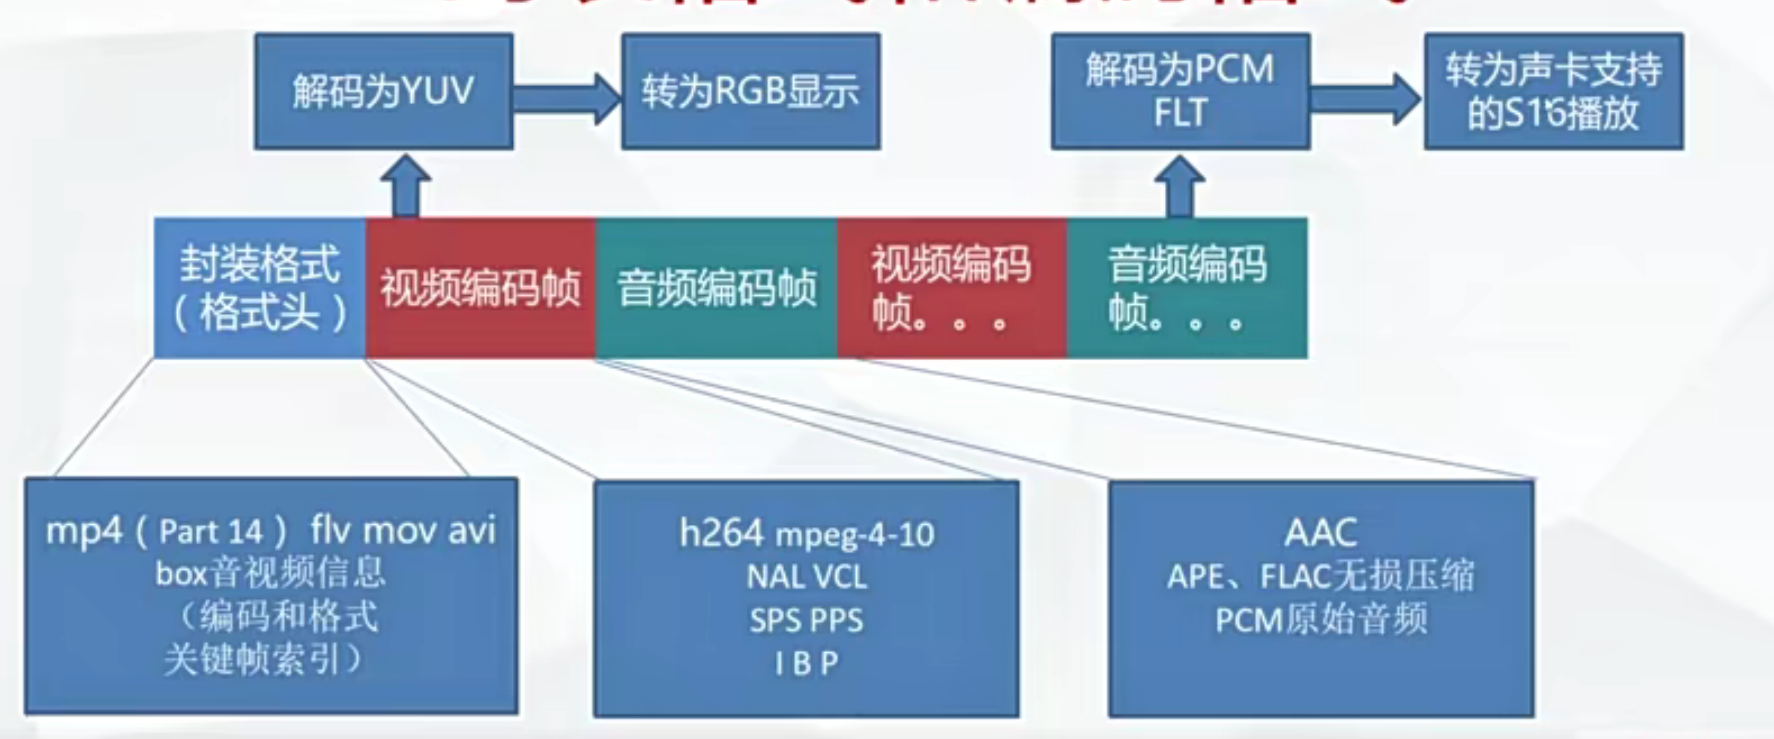 解码为YUV
转为RGB显示
解码为PCM
FLT
转为声卡支持
的S16播放
封装格式
（格式头）
视频编码帧
音频编码帧
视频编码
帧。。。
音频编码
帧。。。
mp4（Part 14） flv mov avi
box音视频信息
（编码和格式
关键帧索引）
h264 mpeg-4-10
NAL VCL
SPS PPS
I B P
AAC
APE、FLAC无损压缩
PCM原始音频